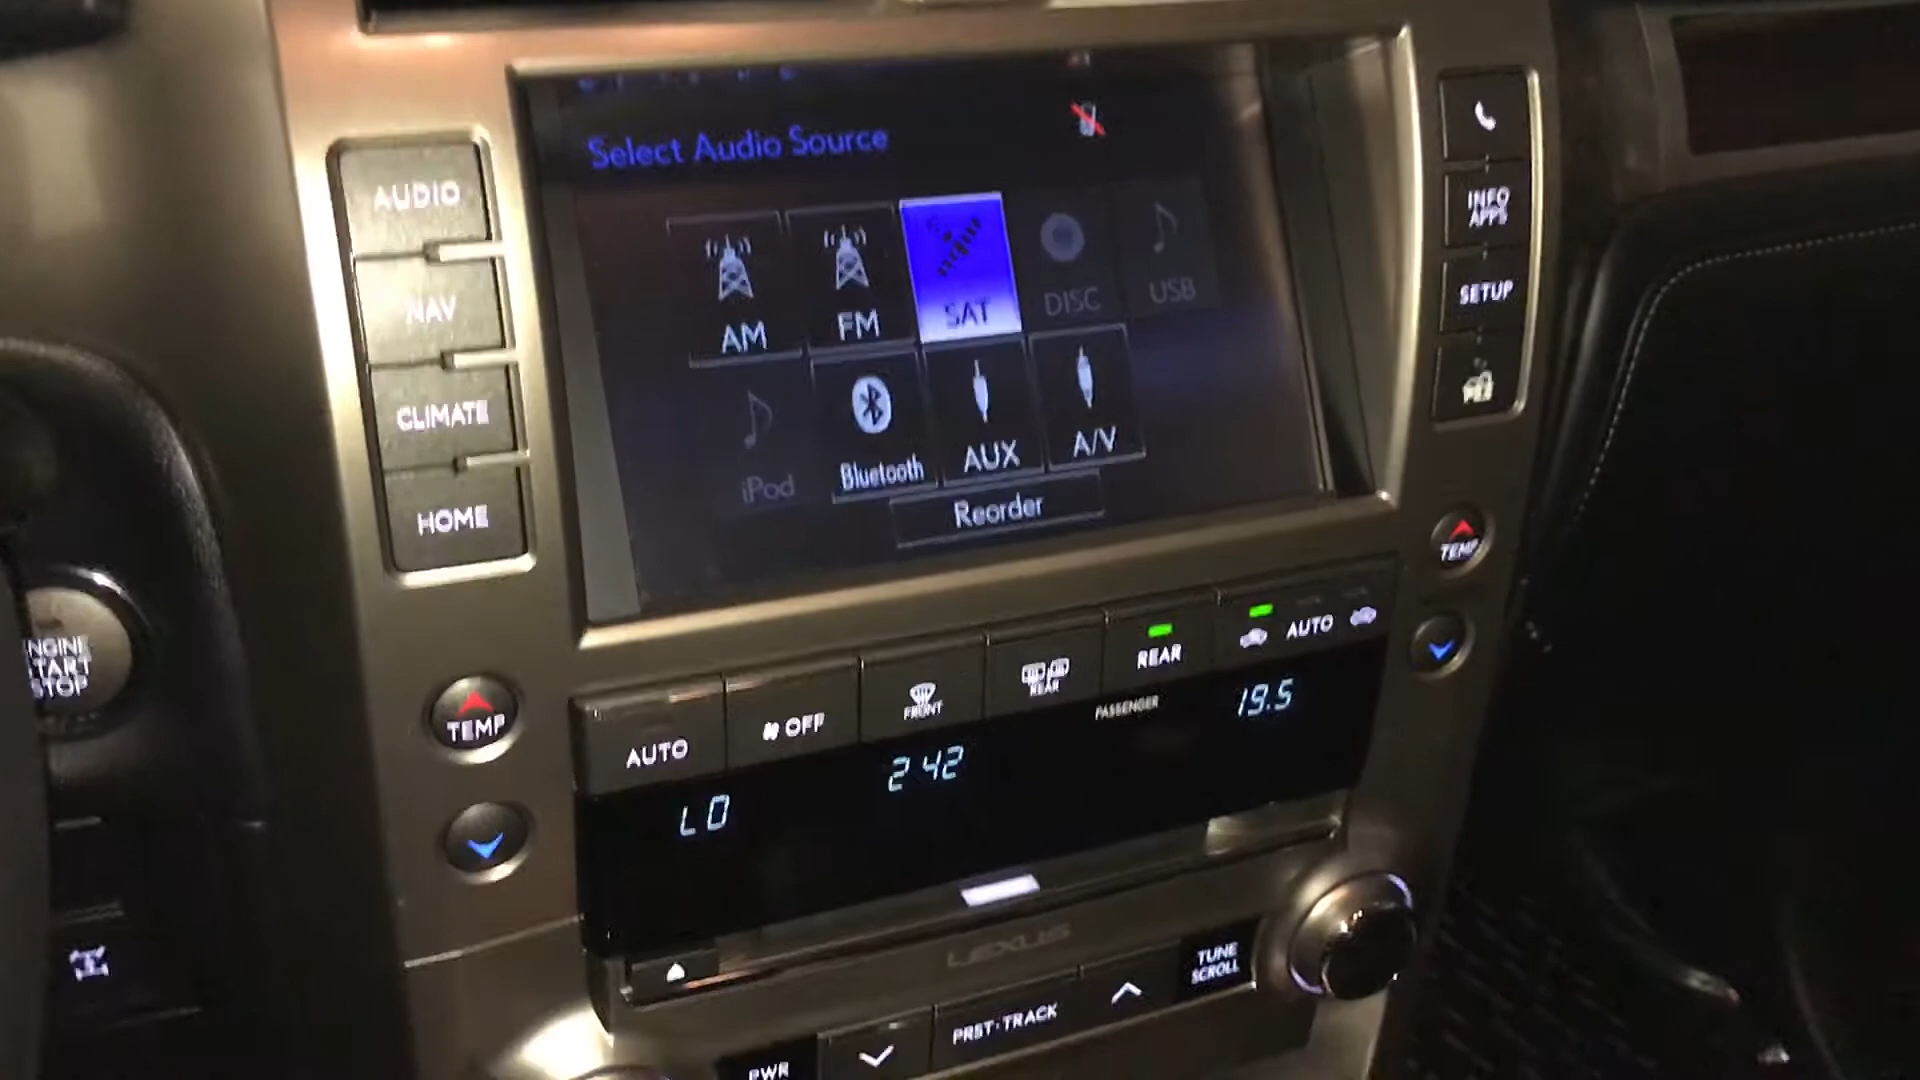 Select Audio Source
AM
FM
SAT
DISC
USB
iPod
Bluetooth
AUX
A/V
Reorder
AUDIO
NAV
CLIMATE
HOME
INFO
APPS
SETUP
TEMP
ENGINE
START
STOP
TEMP
AUTO
OFF
FRONT
REAR
REAR
AUTO
PASSENGER
LO
2 42
19.5
LEXUS
PWR
PRST·TRACK
TUNE
SCROLL